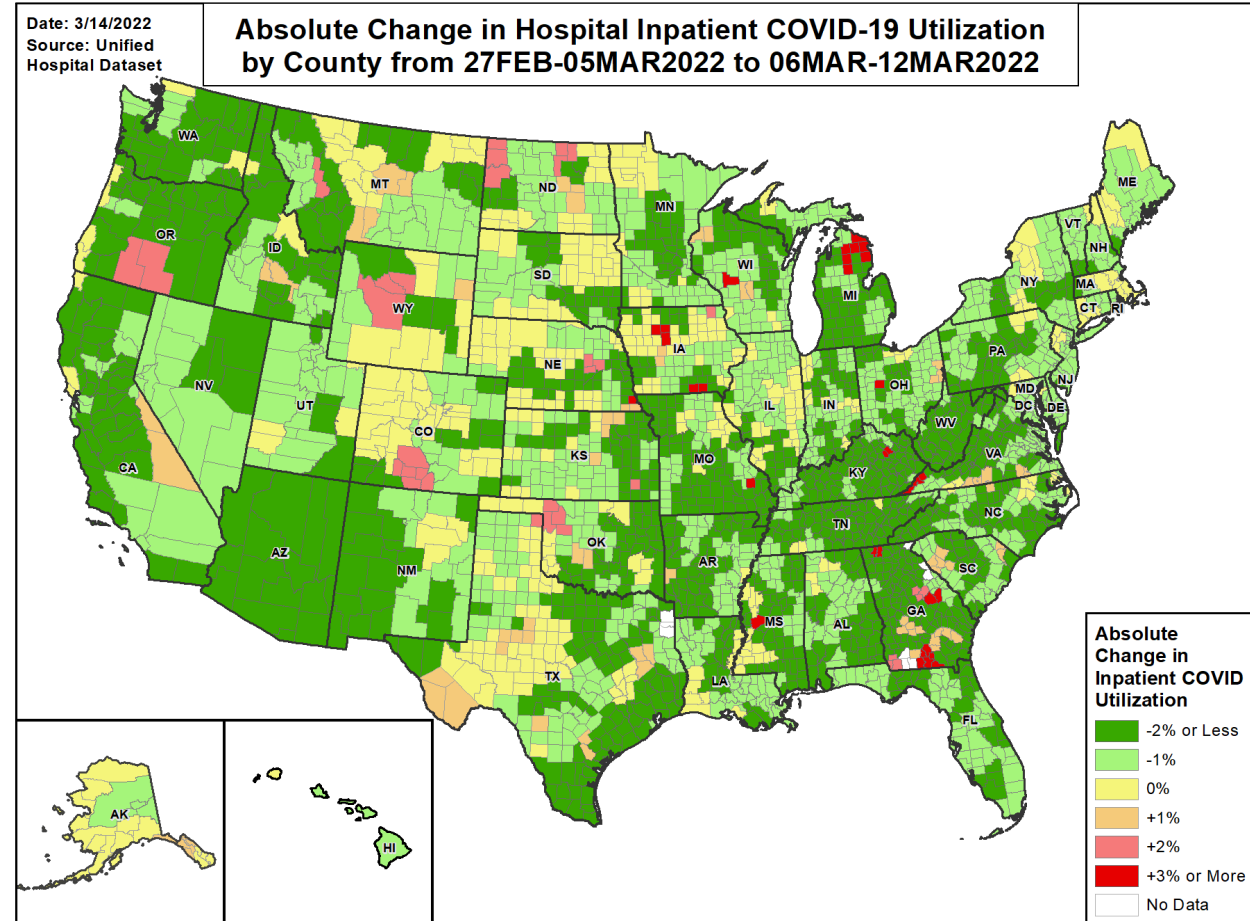 Date: 3/14/2022
Source: Unified
Hospital Dataset
Absolute Change in Hospital Inpatient COVID-19 Utilization
by County from 27FEB-05MAR2022 to 06MAR-12MAR2022
WA
MT
ND
MN
ME
OR
ID
SD
WI
MI
VT
NH
NY
MA
CT
RI
WY
IA
NE
PA
NJ
NV
UT
CO
IL
IN
OH
MD
DC
DE
WV
VA
CA
KS
MO
KY
AZ
NM
OK
AR
TN
NC
SC
TX
LA
MS
AL
GA
FL
AK
HI
Absolute
Change in
Inpatient COVID
Utilization
-2% or Less
-1%
0%
+1%
+2%
+3% or More
No Data